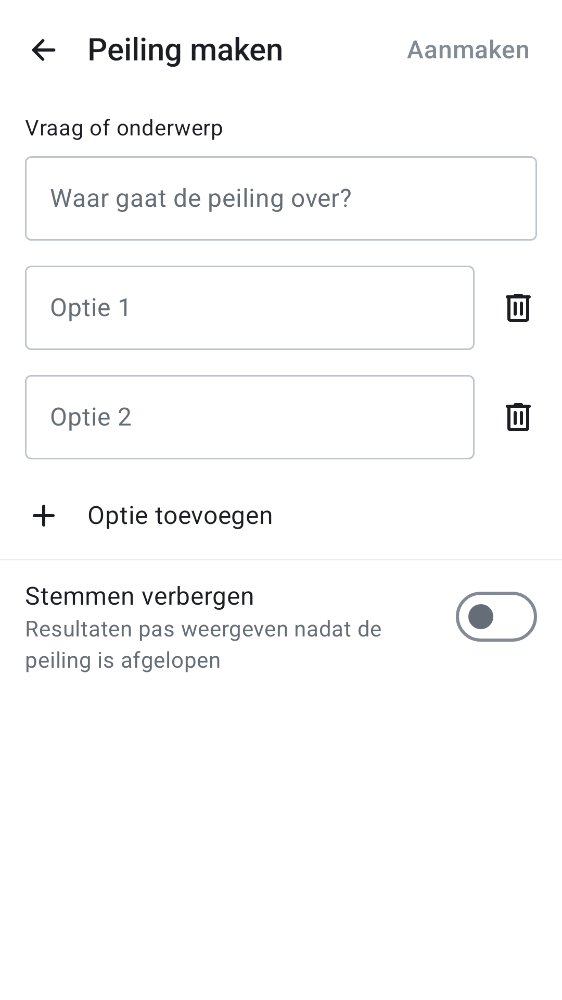 Peiling maken
Aanmaken
Vraag of onderwerp
Waar gaat de peiling over?
Optie 1
Optie 2
Optie toevoegen
Stemmen verbergen
Resultaten pas weergeven nadat de
peiling is afgelopen